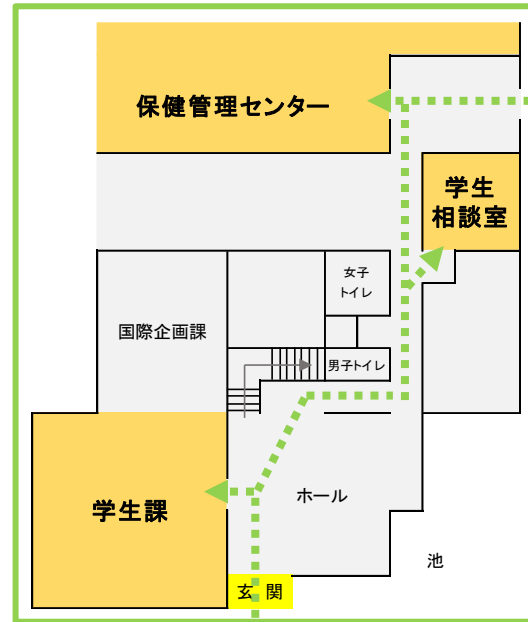 保健管理センター
学生
相談室
女子
トイレ
国際企画課
男子トイレ
ホール
学生課
池
玄 関